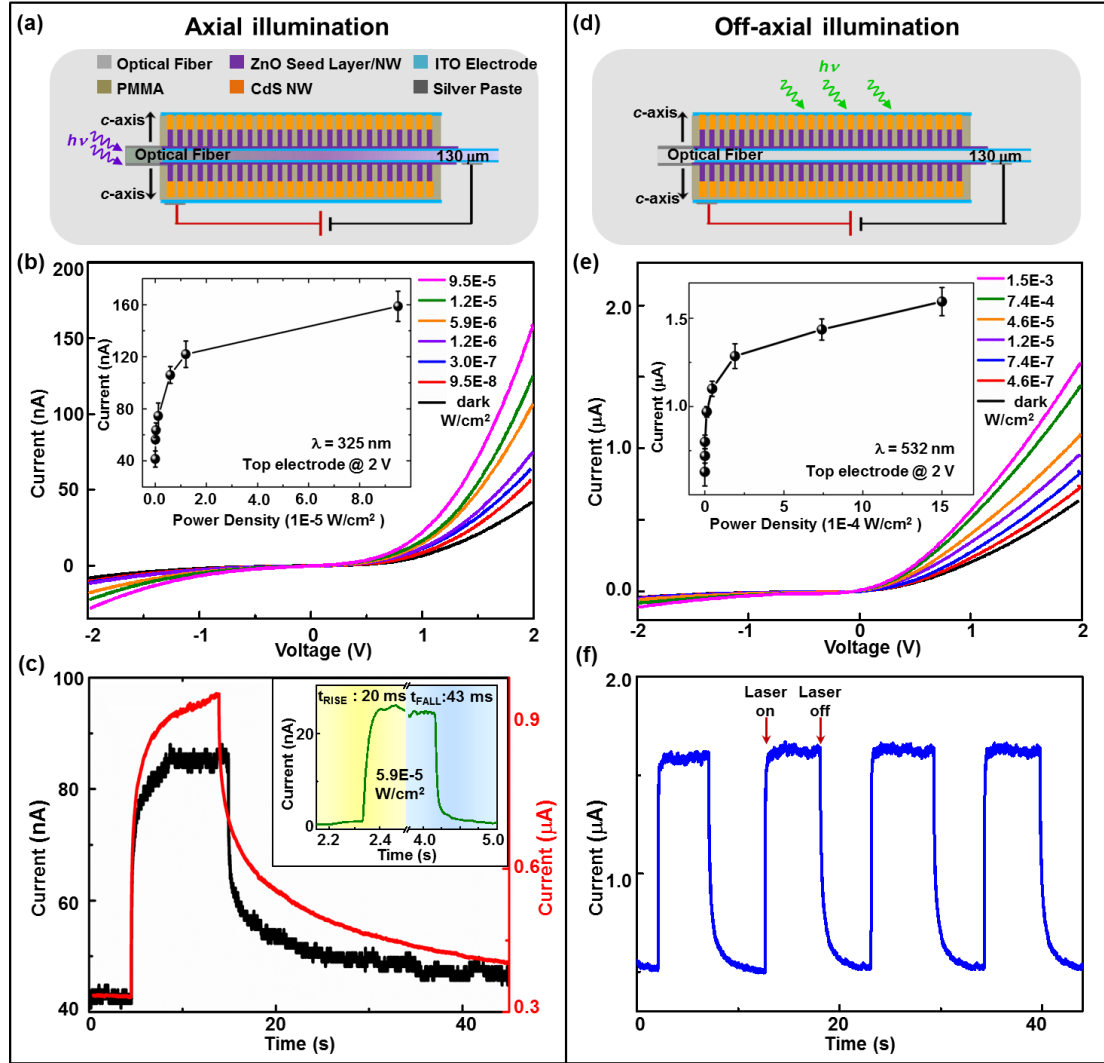 (a) Axial illumination
Optical Fiber ZnO Seed Layer/NW ITO Electrode
PMMA CdS NW Silver Paste
c-axis
hν
Optical Fiber 130 μm
c-axis
(b)
200
150
100
50
0
Current (nA)
-2 -1 0 1 2
Voltage (V)
9.5E-5
1.2E-5
5.9E-6
1.2E-6
3.0E-7
9.5E-8
dark
W/cm²
160
120
80
40
Current (nA)
λ = 325 nm
Top electrode @ 2 V
0.0 1.2 6.0 8.4
Power Density (1E-5 W/cm²)
(c)
100
80
60
40
Current (nA)
0 20 40
Time (s)
0.9
0.6
0.3
Current (μA)
tRISE : 20 ms tFALL:43 ms
20
0
Current (nA)
5.9E-5
W/cm²
2.2 2.4 4.0 5.0
Time (s)
(d) Off-axial illumination
hν
c-axis
Optical Fiber 130 μm
c-axis
(e)
2.0
1.0
0.0
Current (μA)
-2 -1 0 1 2
Voltage (V)
1.5E-3
7.4E-4
4.6E-5
1.2E-5
7.4E-7
4.6E-7
dark
W/cm²
1.5
1.0
Current (μA)
λ = 532 nm
Top electrode @ 2 V
0 5 10 15
Power Density (1E-4 W/cm²)
(f)
2.0
1.0
Current (μA)
Laser Laser
on off
0 20 40
Time (s)